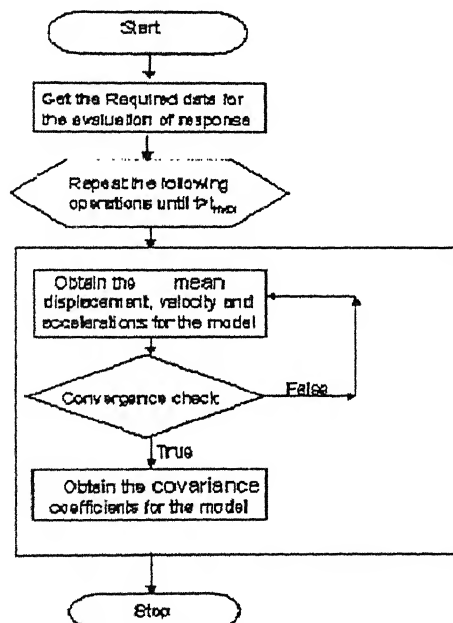 Start
Get the Required data for
the evaluation of response
Repeat the following
operations until t>t_max
Obtain the mean
displacement, velocity and
accelerations for the model
Convergence check
False
True
Obtain the covariance
coefficients for the model
Stop